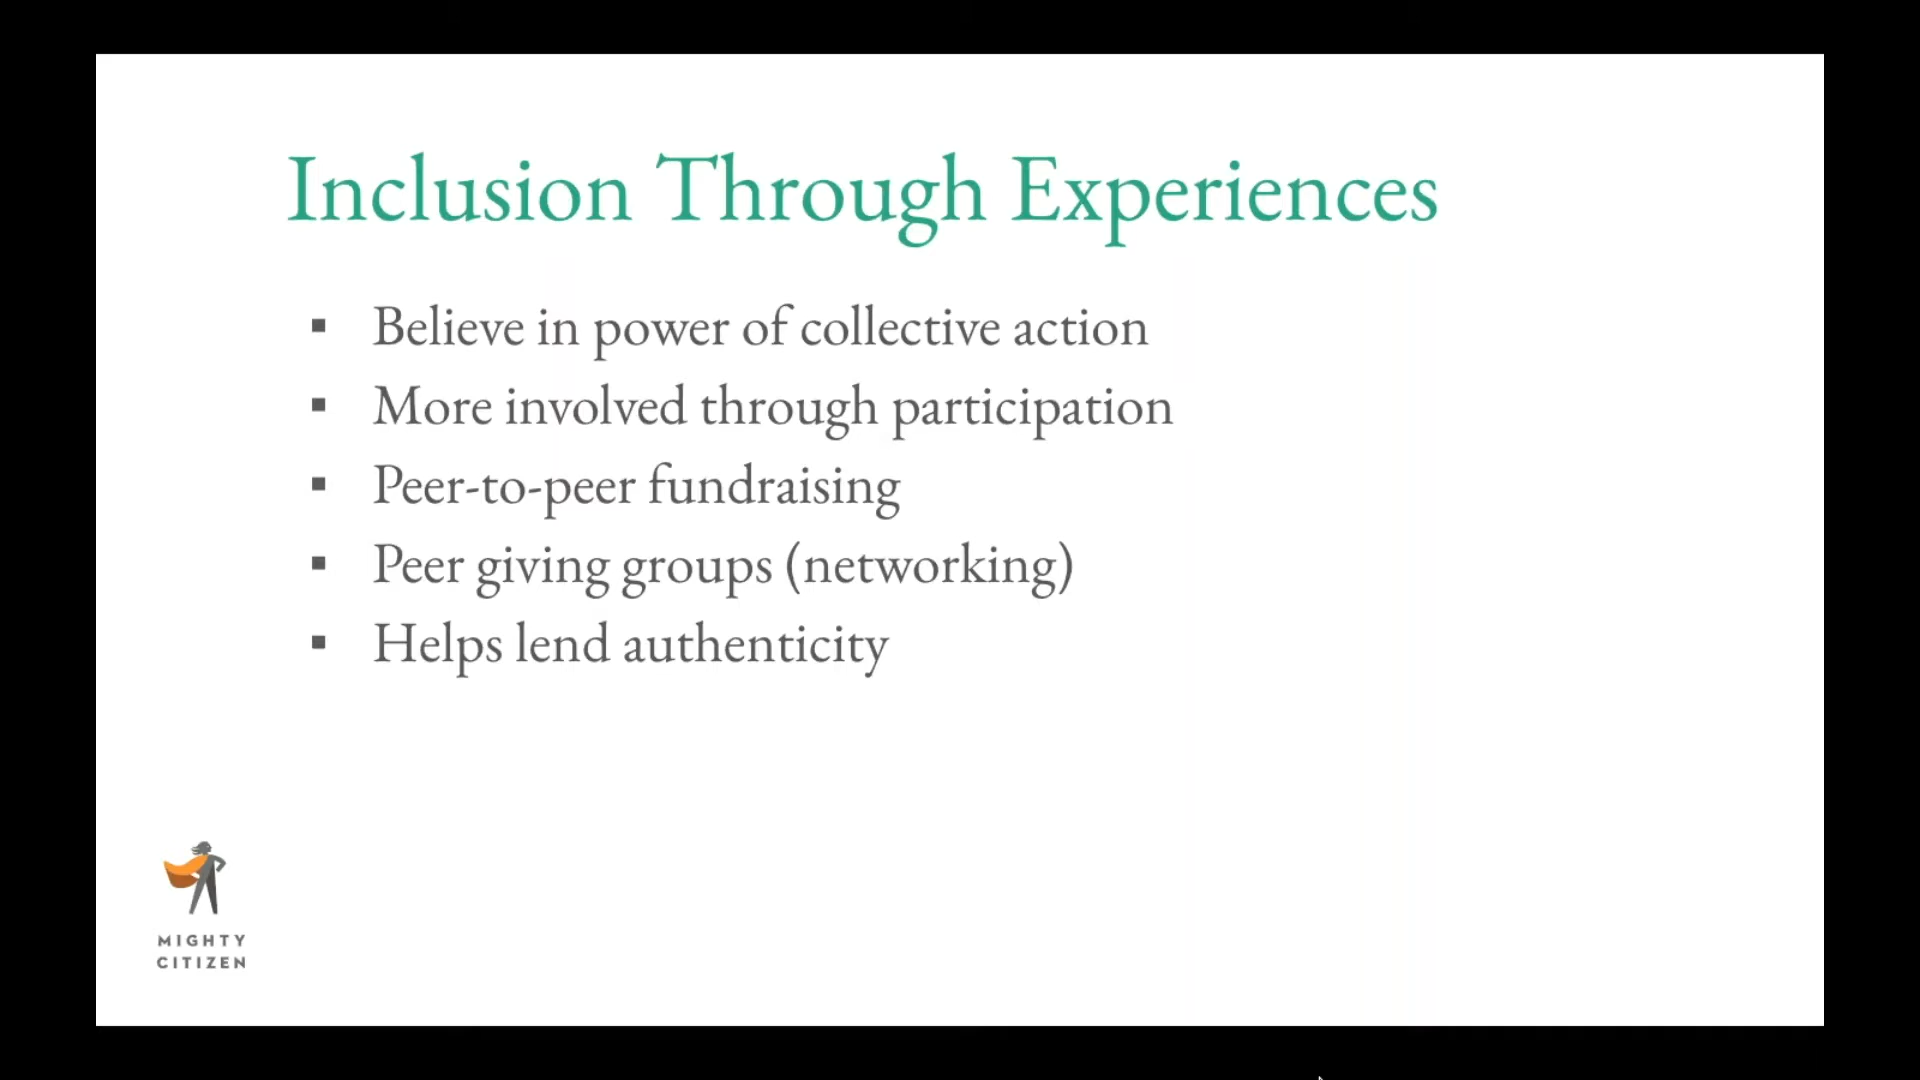 Inclusion Through Experiences
▪ Believe in power of collective action
▪ More involved through participation
▪ Peer-to-peer fundraising
▪ Peer giving groups (networking)
▪ Helps lend authenticity
MIGHTY
CITIZEN